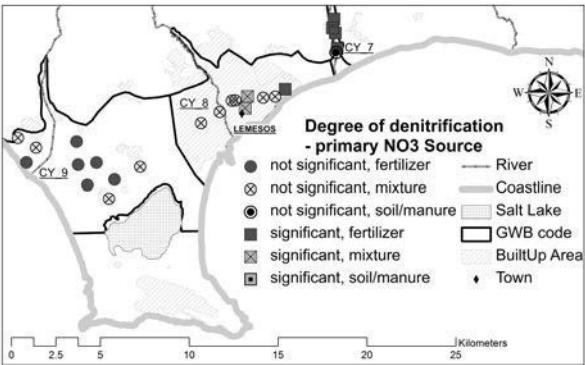 CY_7
CY_8
LEMESOS
CY_9
N
W
E
S
Degree of denitrification
- primary NO3 Source
not significant, fertilizer
not significant, mixture
not significant, soil/manure
significant, fertilizer
significant, mixture
significant, soil/manure
River
Coastline
Salt Lake
GWB code
BuiltUp Area
Town
Kilometers
0 2.5 5 10 15 20 25